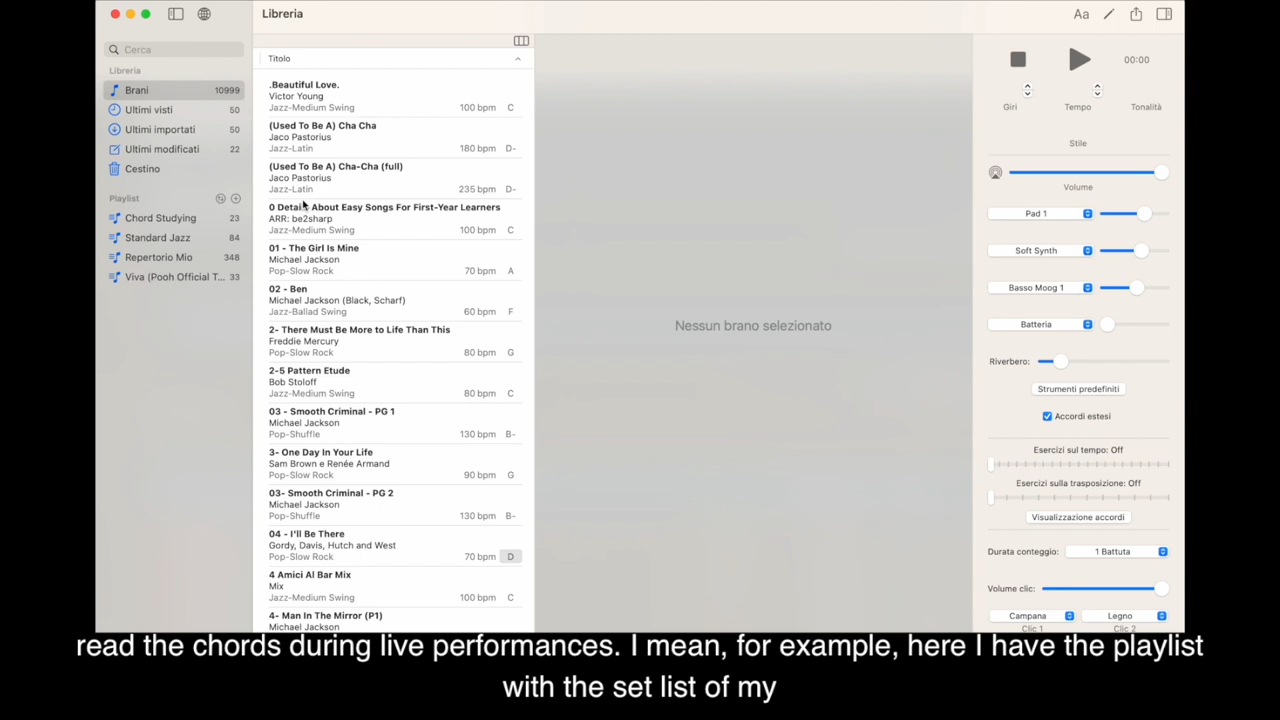 Libreria
Aa
Cerca
Libreria
Brani 10999
Ultimi visti 50
Ultimi importati 50
Ultimi modificati 22
Cestino
Playlist
Chord Studying 23
Standard Jazz 84
Repertorio Mio 348
Viva (Pooh Official T... 33
Titolo
.Beautiful Love.
Victor Young
Jazz-Medium Swing 100 bpm C
(Used To Be A) Cha Cha
Jaco Pastorius
Jazz-Latin 180 bpm D-
(Used To Be A) Cha-Cha (full)
Jaco Pastorius
Jazz-Latin 235 bpm D-
0 Details About Easy Songs For First-Year Learners
ARR: be2sharp
Jazz-Medium Swing 100 bpm C
01 - The Girl Is Mine
Michael Jackson
Pop-Slow Rock 70 bpm A
02 - Ben
Michael Jackson (Black, Scharf)
Jazz-Ballad Swing 60 bpm F
2- There Must Be More to Life Than This
Freddie Mercury
Pop-Slow Rock 80 bpm G
2-5 Pattern Etude
Bob Stoloff
Jazz-Medium Swing 80 bpm C
03 - Smooth Criminal - PG 1
Michael Jackson
Pop-Shuffle 130 bpm B-
3- One Day In Your Life
Sam Brown e Renée Armand
Pop-Slow Rock 90 bpm G
03- Smooth Criminal - PG 2
Michael Jackson
Pop-Shuffle 130 bpm B-
04 - I'll Be There
Gordy, Davis, Hutch and West
Pop-Slow Rock 70 bpm D
4 Amici Al Bar Mix
Mix
Jazz-Medium Swing 100 bpm C
4- Man In The Mirror (P1)
Michael Jackson
Nessun brano selezionato
00:00
Giri Tempo Tonalità
Stile
Volume
Pad 1
Soft Synth
Basso Moog 1
Batteria
Riverbero:
Strumenti predefiniti
Accordi estesi
Esercizi sul tempo: Off
Esercizi sulla trasposizione: Off
Visualizzazione accordi
Durata conteggio: 1 Battuta
Volume clic:
Campana Legno
Clic 1 Clic 2
read the chords during live performances. I mean, for example, here I have the playlist
with the set list of my